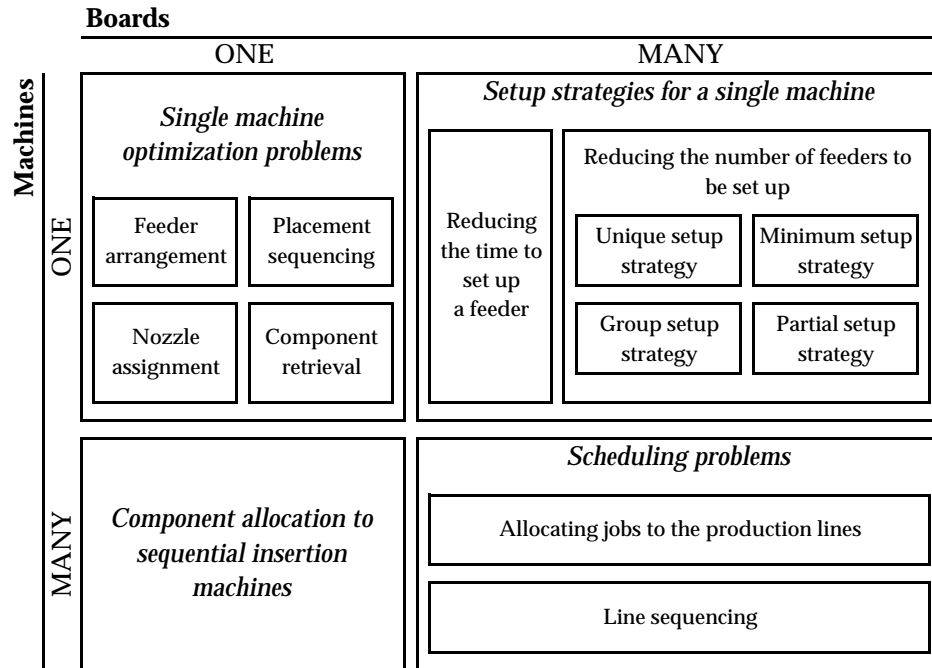 Boards
ONE
MANY
Machines
ONE
Single machine
optimization problems
Feeder
arrangement
Placement
sequencing
Nozzle
assignment
Component
retrieval
Setup strategies for a single machine
Reducing
the time to
set up
a feeder
Reducing the number of feeders to
be set up
Unique setup
strategy
Minimum setup
strategy
Group setup
strategy
Partial setup
strategy
MANY
Component allocation to
sequential insertion
machines
Scheduling problems
Allocating jobs to the production lines
Line sequencing